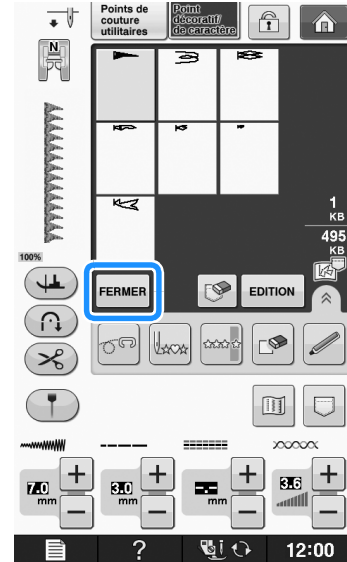 Points de
couture
utilitaires
Point
décoratif/
de caractère
N
1
KB
495
KB
100%
FERMER
EDITION
7.0
mm
3.0
mm
mm
3.6
?
12:00